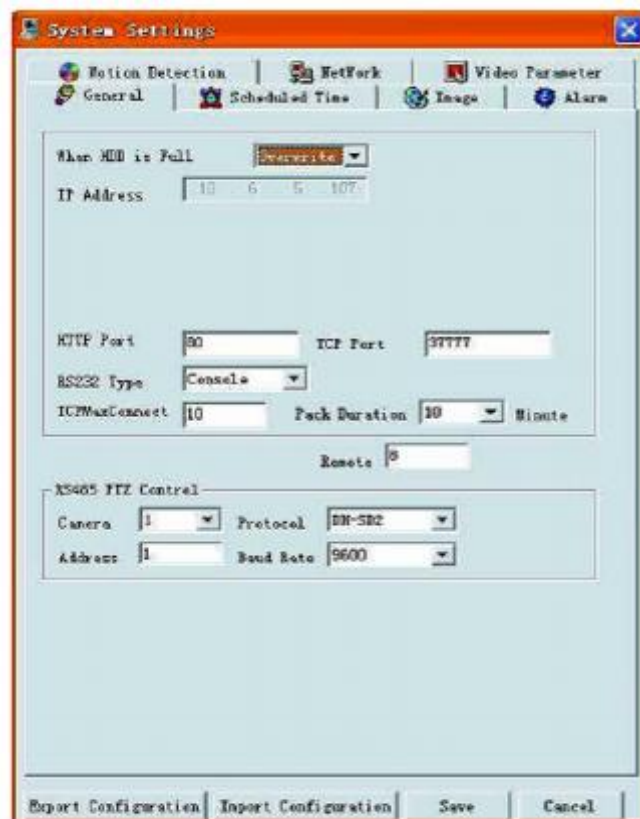 System Settings
Motion Detection NetWork Video Parameter
General Scheduled Time Image Alarm
When HDD is Full Overwrite
IP Address 10 6 5 107
HTTP Port 80 TCP Port 37777
RS232 Type Console
TCPMaxConnect 10 Pack Duration 10 Minute
Remote 8
RS485 PTZ Control
Camera 1 Protocol DH-SD2
Address 1 Baud Rate 9600
Export Configuration Import Configuration Save Cancel